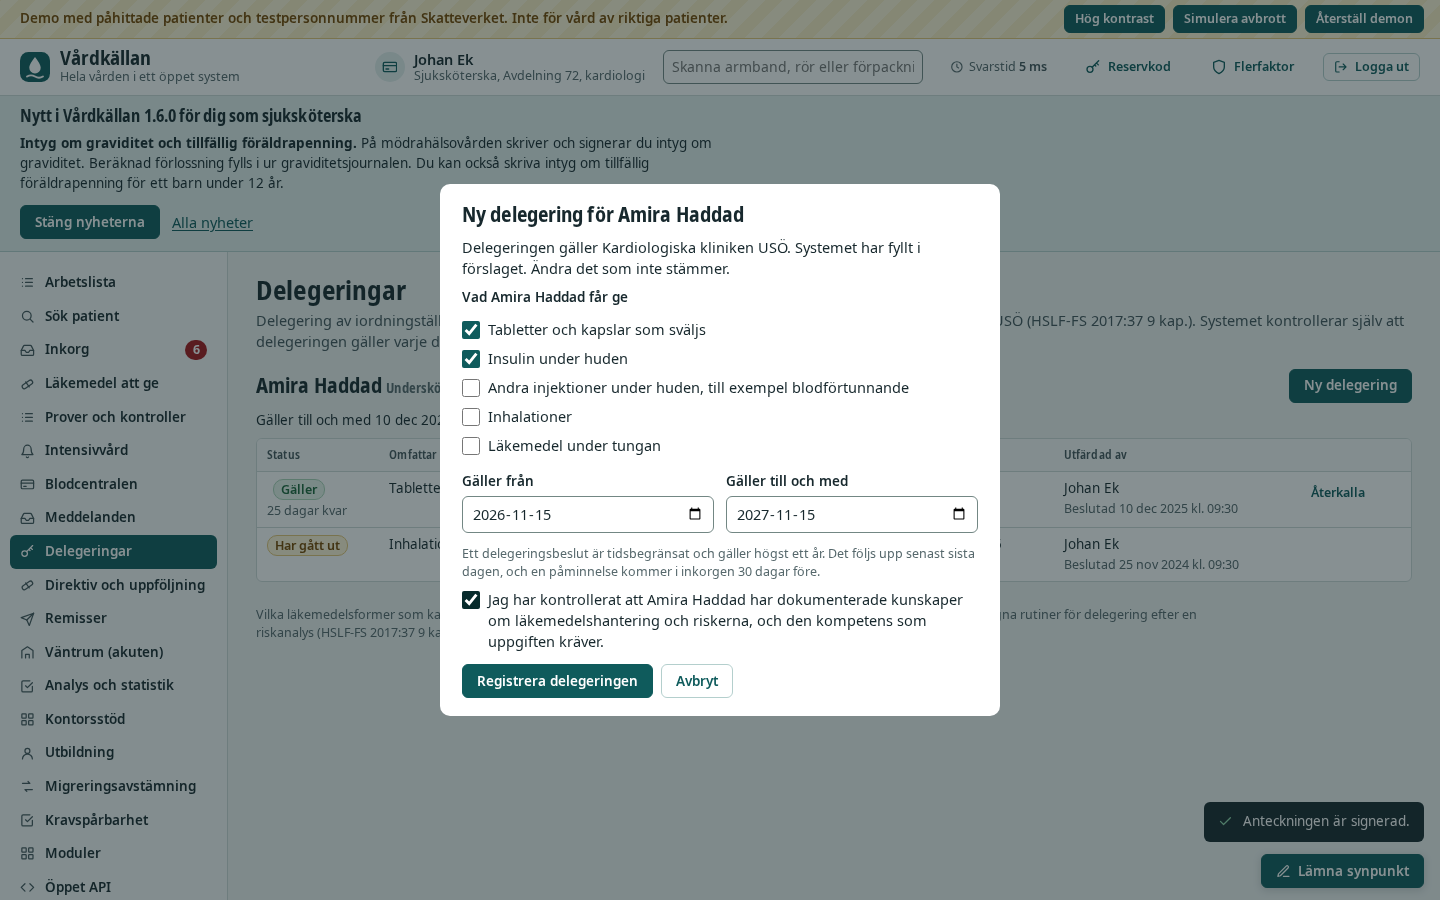 Demo med påhittade patienter och testpersonnummer från Skatteverket. Inte för vård av riktiga patienter.
Hög kontrast
Simulera avbrott
Återställ demon
Vårdkällan
Hela vården i ett öppet system
Johan Ek
Sjuksköterska, Avdelning 72, kardiologi
Skanna armband, rör eller förpackni
Svarstid 5 ms
Reservkod
Flerfaktor
Logga ut
Nytt i Vårdkällan 1.6.0 för dig som sjuksköterska
Intyg om graviditet och tillfällig föräldrapenning. På mödrahälsovården skriver och signerar du intyg om
graviditet. Beräknad förlossning fylls i ur graviditetsjournalen. Du kan också skriva intyg om tillfällig
föräldrapenning för ett barn under 12 år.
Stäng nyheterna
Alla nyheter
Arbetslista
Sök patient
Inkorg 6
Läkemedel att ge
Prover och kontroller
Intensivvård
Blodcentralen
Meddelanden
Delegeringar
Direktiv och uppföljning
Remisser
Väntrum (akuten)
Analys och statistik
Kontorsstöd
Utbildning
Migreringsavstämning
Kravspårbarhet
Moduler
Öppet API
Delegeringar
Delegering av iordningställ
SÖ (HSLF-FS 2017:37 9 kap.). Systemet kontrollerar själv att
delegeringen gäller varje d
Amira Haddad Undersk
Ny delegering
Gäller till och med 10 dec 202
Status
Omfattar
Utfärdad av
Gäller
25 dagar kvar
Tablette
Johan Ek
Beslutad 10 dec 2025 kl. 09:30
Återkalla
Har gått ut
Inhalatio
Johan Ek
Beslutad 25 nov 2024 kl. 09:30
Vilka läkemedelsformer som ka
na rutiner för delegering efter en
riskanalys (HSLF-FS 2017:37 9 ka
Ny delegering för Amira Haddad
Delegeringen gäller Kardiologiska kliniken USÖ. Systemet har fyllt i
förslaget. Ändra det som inte stämmer.
Vad Amira Haddad får ge
Tabletter och kapslar som sväljs
Insulin under huden
Andra injektioner under huden, till exempel blodförtunnande
Inhalationer
Läkemedel under tungan
Gäller från
Gäller till och med
2026-11-15
2027-11-15
Ett delegeringsbeslut är tidsbegränsat och gäller högst ett år. Det följs upp senast sista
dagen, och en påminnelse kommer i inkorgen 30 dagar före.
Jag har kontrollerat att Amira Haddad har dokumenterade kunskaper
om läkemedelshantering och riskerna, och den kompetens som
uppgiften kräver.
Registrera delegeringen
Avbryt
Anteckningen är signerad.
Lämna synpunkt